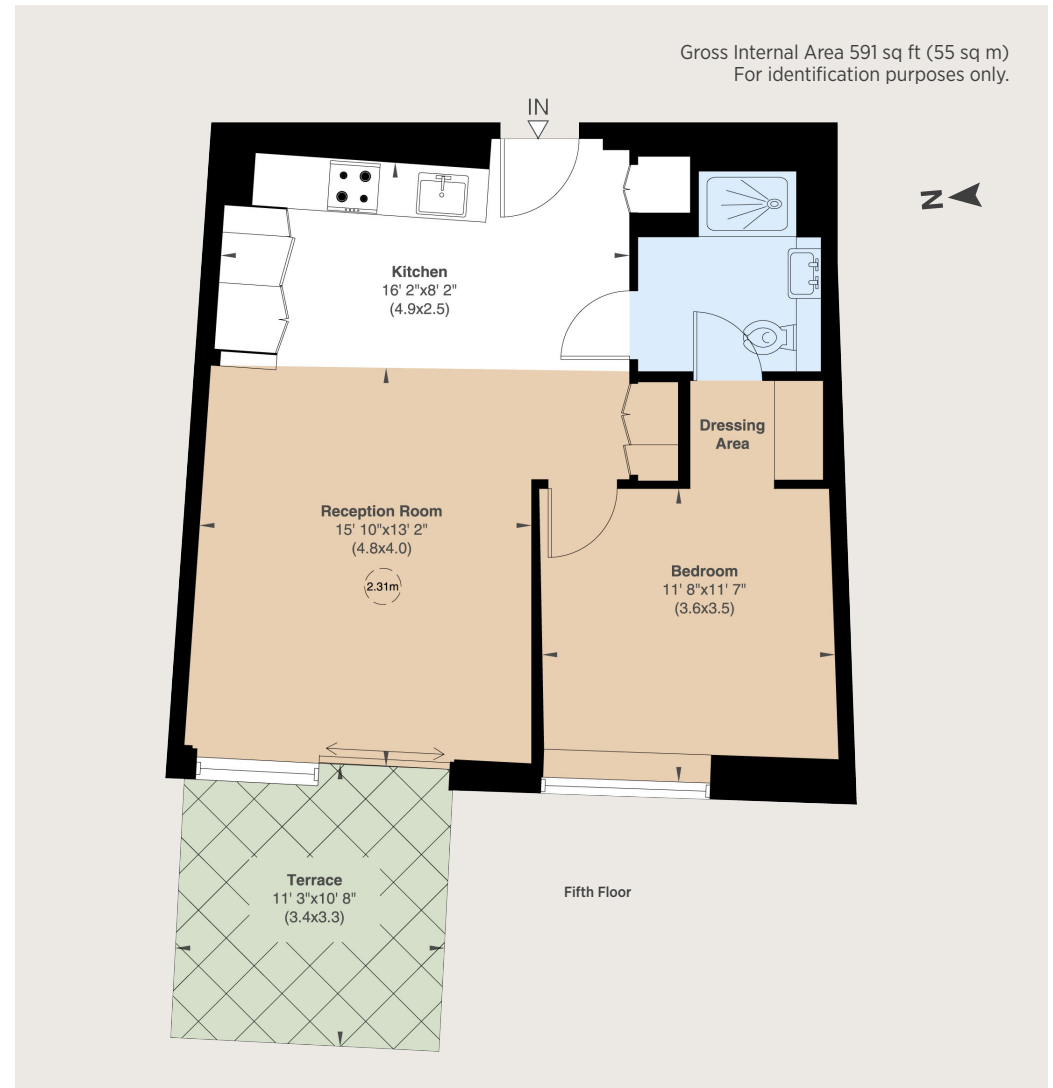 Gross Internal Area 591 sq ft (55 sq m)
For identification purposes only.
IN
N
Kitchen
16' 2"x8' 2"
(4.9x2.5)
Dressing
Area
Reception Room
15' 10"x13' 2"
(4.8x4.0)
2.31m
Bedroom
11' 8"x11' 7"
(3.6x3.5)
Terrace
11' 3"x10' 8"
(3.4x3.3)
Fifth Floor